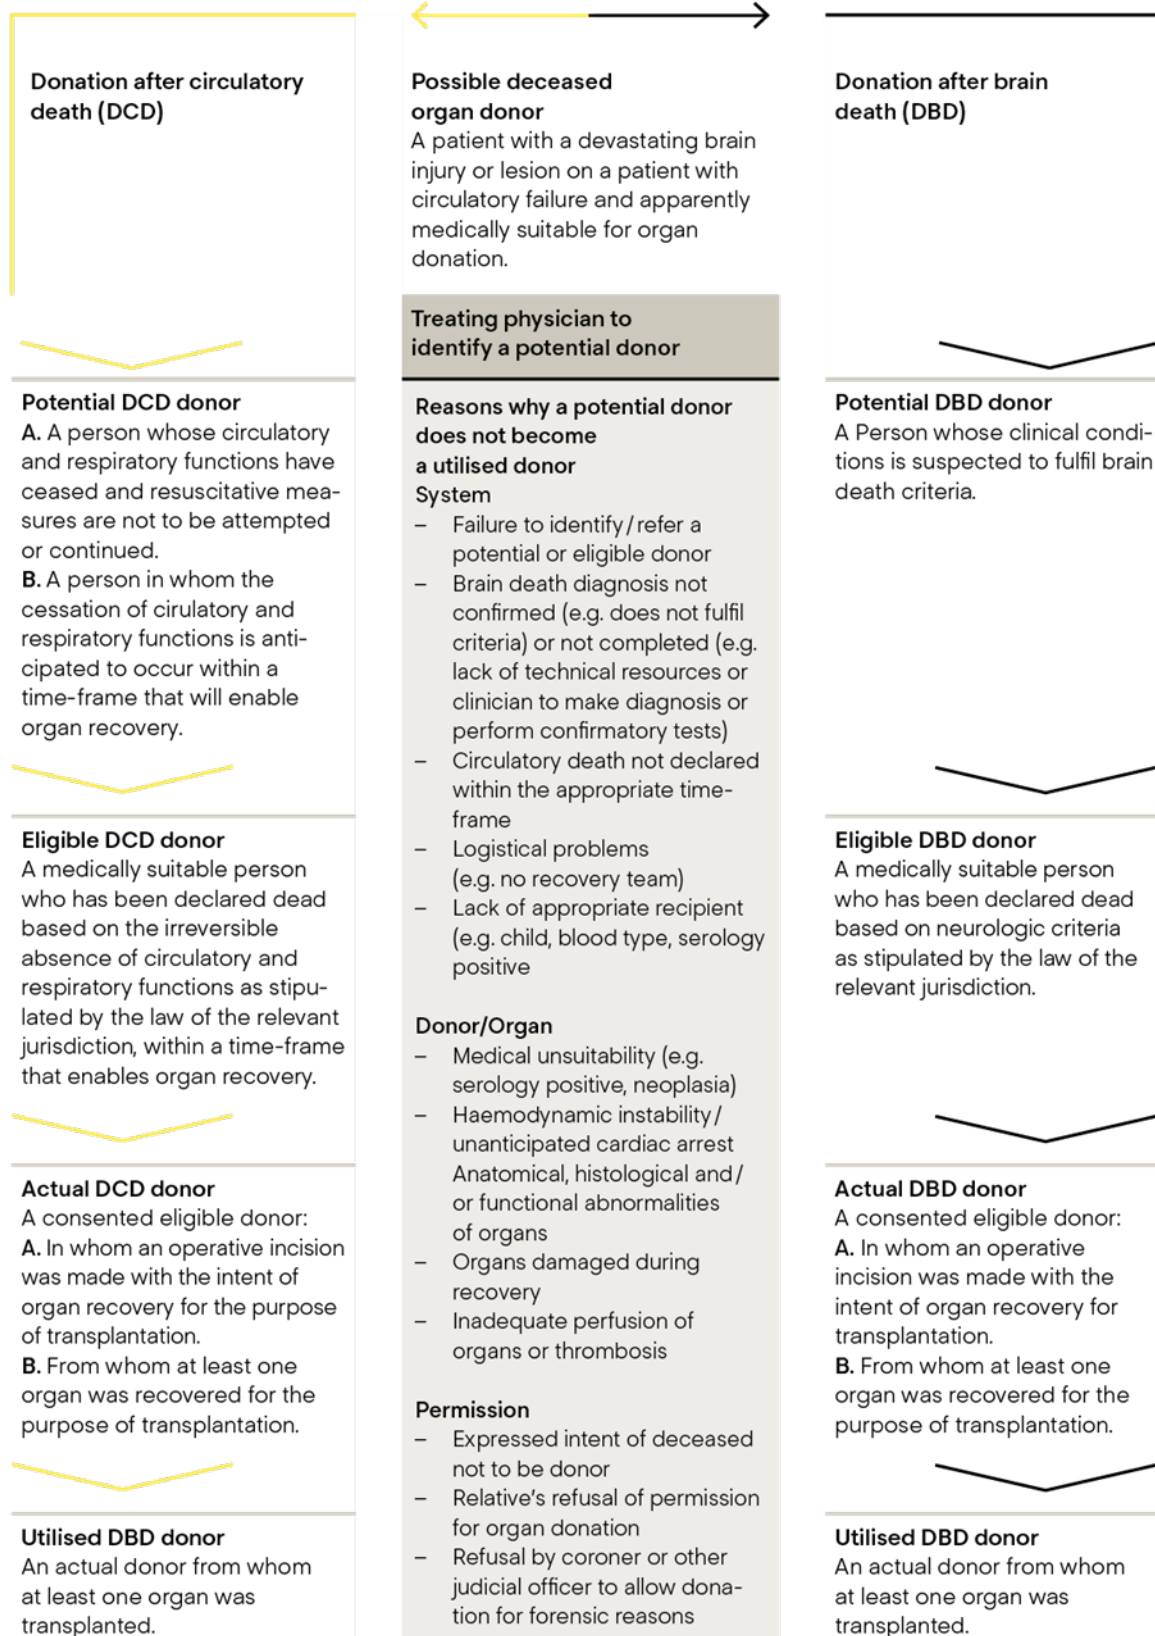 Donation after circulatory
death (DCD)
Potential DCD donor
A. A person whose circulatory
and respiratory functions have
ceased and resuscitative mea-
sures are not to be attempted
or continued.
B. A person in whom the
cessation of cirulatory and
respiratory functions is anti-
cipated to occur within a
time-frame that will enable
organ recovery.
Eligible DCD donor
A medically suitable person
who has been declared dead
based on the irreversible
absence of circulatory and
respiratory functions as stipu-
lated by the law of the relevant
jurisdiction, within a time-frame
that enables organ recovery.
Actual DCD donor
A consented eligible donor:
A. In whom an operative incision
was made with the intent of
organ recovery for the purpose
of transplantation.
B. From whom at least one
organ was recovered for the
purpose of transplantation.
Utilised DBD donor
An actual donor from whom
at least one organ was
transplanted.
Possible deceased
organ donor
A patient with a devastating brain
injury or lesion on a patient with
circulatory failure and apparently
medically suitable for organ
donation.
Treating physician to
identify a potential donor
Reasons why a potential donor
does not become
a utilised donor
System
– Failure to identify/refer a
potential or eligible donor
– Brain death diagnosis not
confirmed (e.g. does not fulfil
criteria) or not completed (e.g.
lack of technical resources or
clinician to make diagnosis or
perform confirmatory tests)
– Circulatory death not declared
within the appropriate time-
frame
– Logistical problems
(e.g. no recovery team)
– Lack of appropriate recipient
(e.g. child, blood type, serology
positive
Donor/Organ
– Medical unsuitability (e.g.
serology positive, neoplasia)
– Haemodynamic instability/
unanticipated cardiac arrest
Anatomical, histological and/
or functional abnormalities
of organs
– Organs damaged during
recovery
– Inadequate perfusion of
organs or thrombosis
Permission
– Expressed intent of deceased
not to be donor
– Relative's refusal of permission
for organ donation
– Refusal by coroner or other
judicial officer to allow dona-
tion for forensic reasons
Donation after brain
death (DBD)
Potential DBD donor
A Person whose clinical condi-
tions is suspected to fulfil brain
death criteria.
Eligible DBD donor
A medically suitable person
who has been declared dead
based on neurologic criteria
as stipulated by the law of the
relevant jurisdiction.
Actual DBD donor
A consented eligible donor:
A. In whom an operative
incision was made with the
intent of organ recovery for
transplantation.
B. From whom at least one
organ was recovered for the
purpose of transplantation.
Utilised DBD donor
An actual donor from whom
at least one organ was
transplanted.